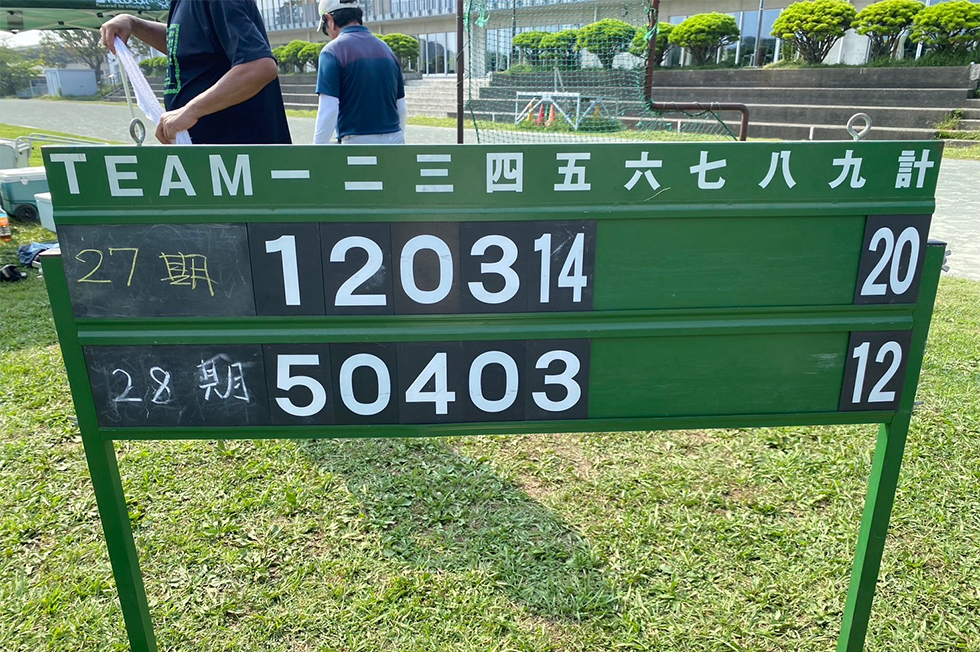 TEAM 一 二 三 四 五 六 七 八 九 計
27期 1 2 0 3 14 20
28期 5 0 4 0 3 12